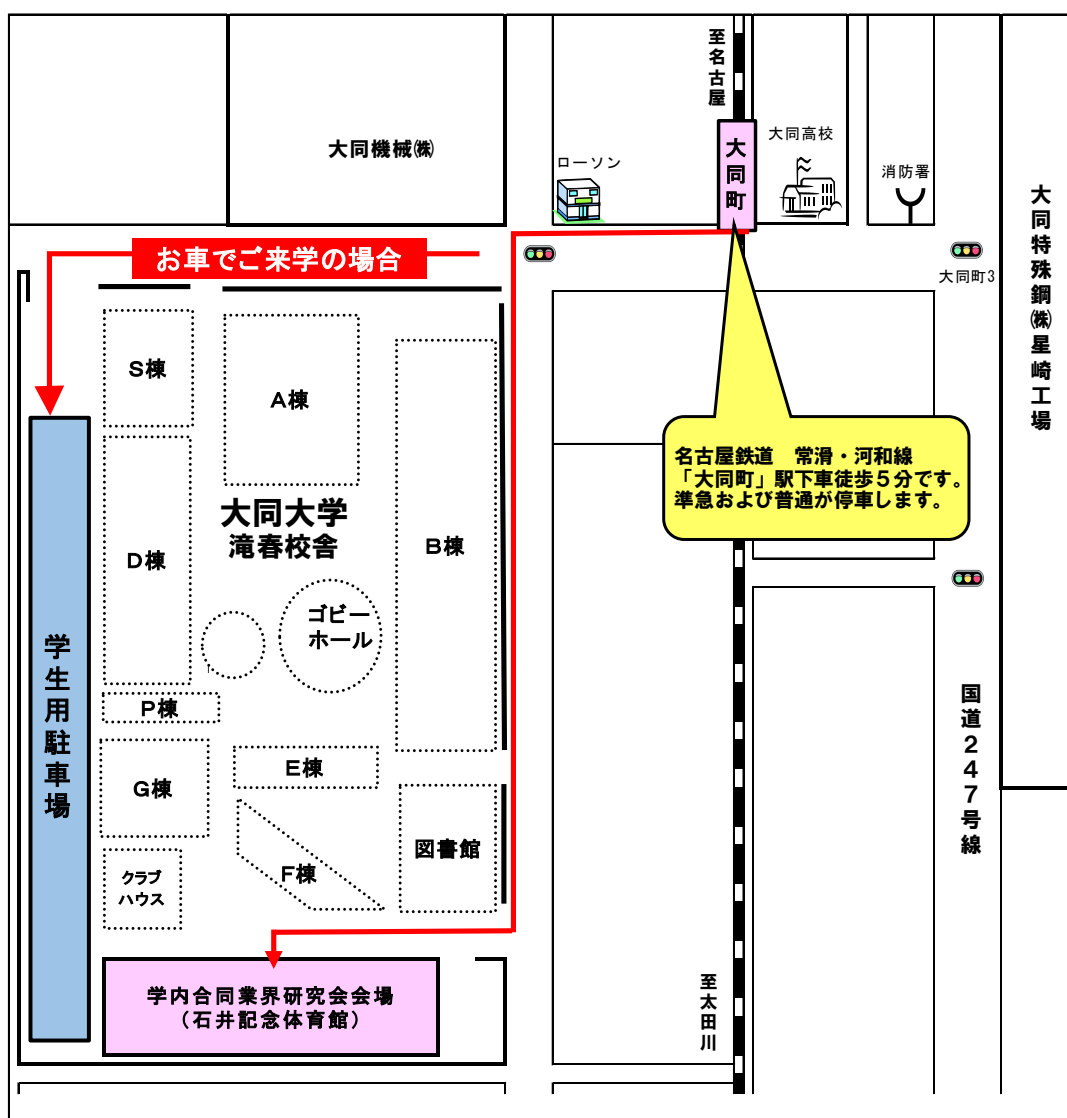 至名古屋
大同機械㈱
ローソン
大同町
大同高校
消防署
大同特殊鋼㈱星崎工場
お車でご来学の場合
大同町3
S棟
A棟
名古屋鉄道　常滑・河和線
「大同町」駅下車徒歩５分です。
準急および普通が停車します。
大同大学
滝春校舎
B棟
D棟
ゴビー
ホール
学生用駐車場
P棟
国道２４７号線
E棟
G棟
図書館
F棟
クラブ
ハウス
至太田川
学内合同業界研究会会場
（石井記念体育館）